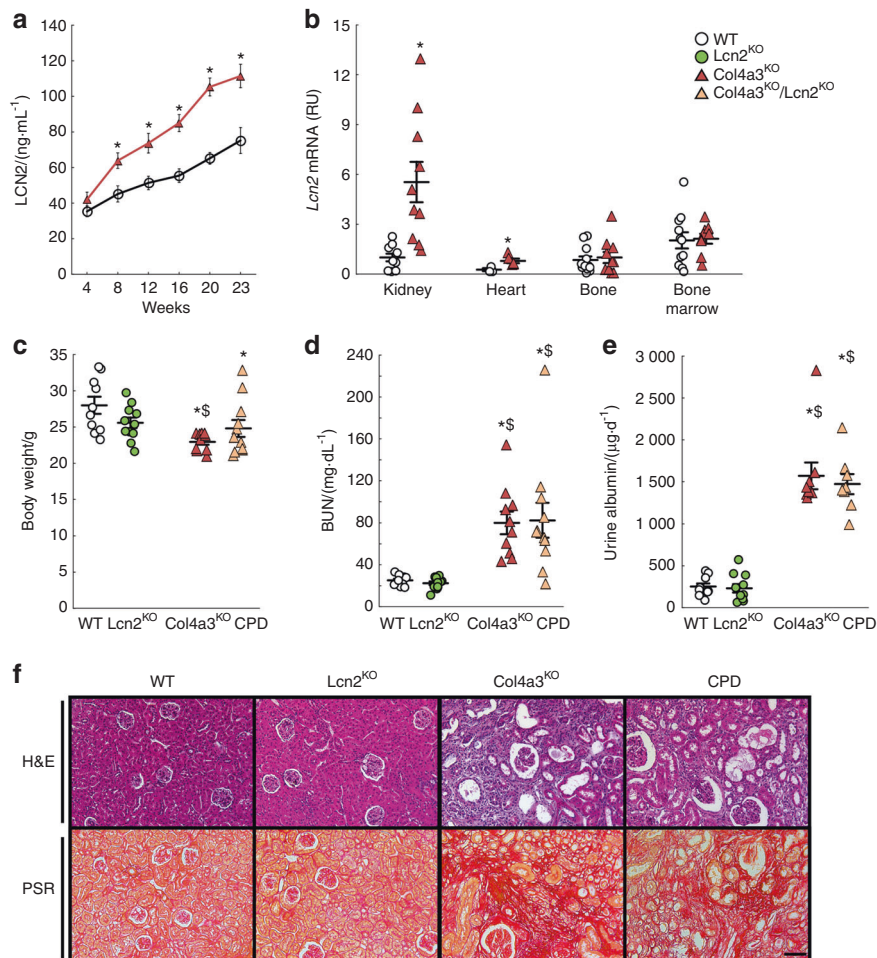 a
LCN2/(ng·mL⁻¹)
140
120
100
80
60
40
20
0
*
*
*
*
*
4 8 12 16 20 23
Weeks
b
Lcn2 mRNA (RU)
15
12
9
6
3
0
*
*
Kidney Heart Bone Bone marrow
WT
Lcn2ᴷᴼ
Col4a3ᴷᴼ
Col4a3ᴷᴼ/Lcn2ᴷᴼ
c
Body weight/g
35
30
25
20
15
10
5
0
*$
*
WT Lcn2ᴷᴼ Col4a3ᴷᴼ CPD
d
BUN/(mg·dL⁻¹)
240
200
160
120
80
40
0
*$
*$
WT Lcn2ᴷᴼ Col4a3ᴷᴼ CPD
e
Urine albumin/(µg·d⁻¹)
3 000
2 500
2 000
1 500
1 000
500
0
*$
*$
WT Lcn2ᴷᴼ Col4a3ᴷᴼ CPD
f
WT Lcn2ᴷᴼ Col4a3ᴷᴼ CPD
H&E
PSR